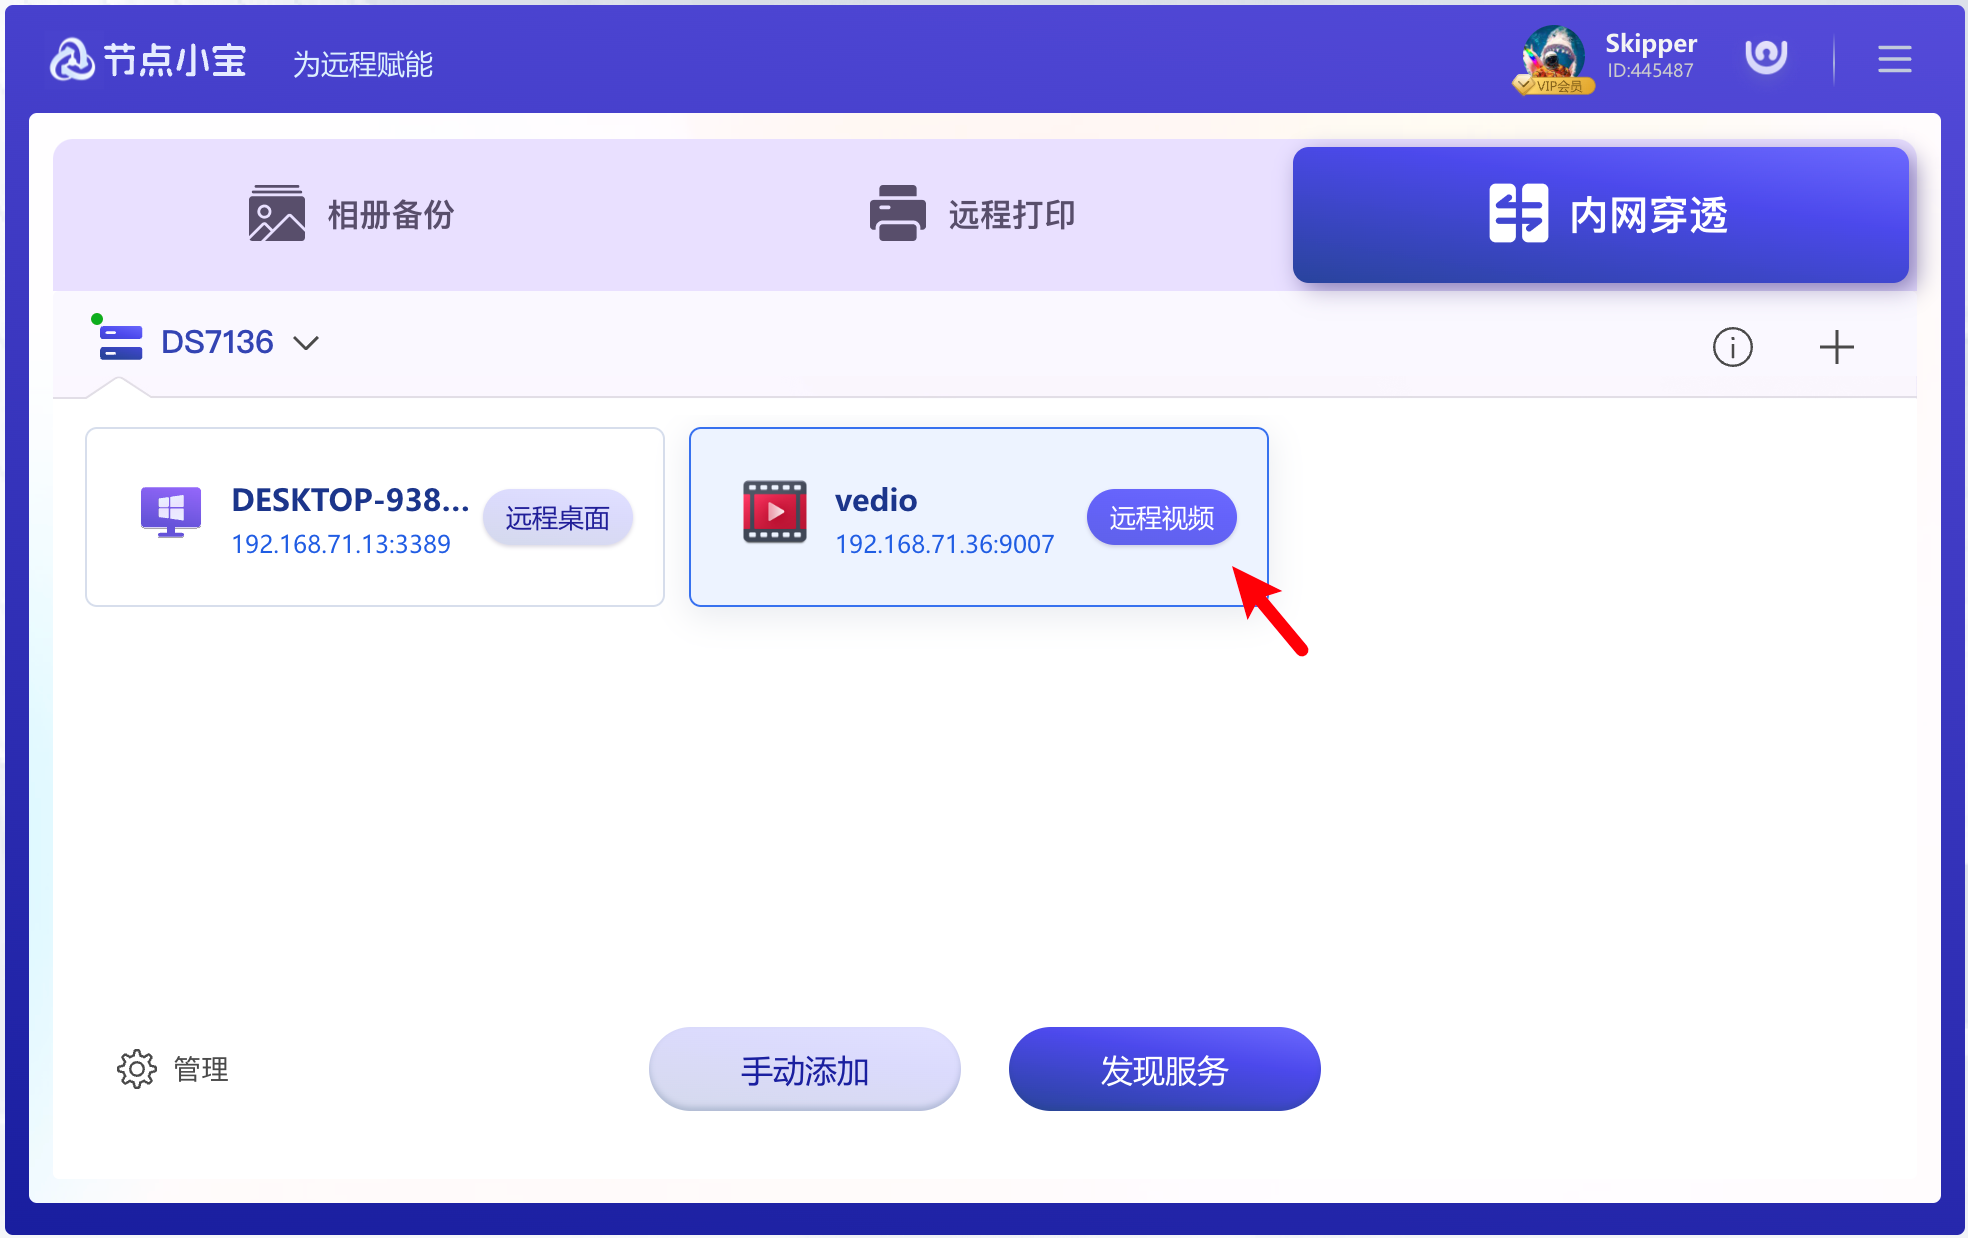 节点小宝 为远程赋能
Skipper
ID:445487
VIP会员
相册备份
远程打印
内网穿透
DS7136
DESKTOP-938...
192.168.71.13:3389
远程桌面
vedio
192.168.71.36:9007
远程视频
管理
手动添加
发现服务